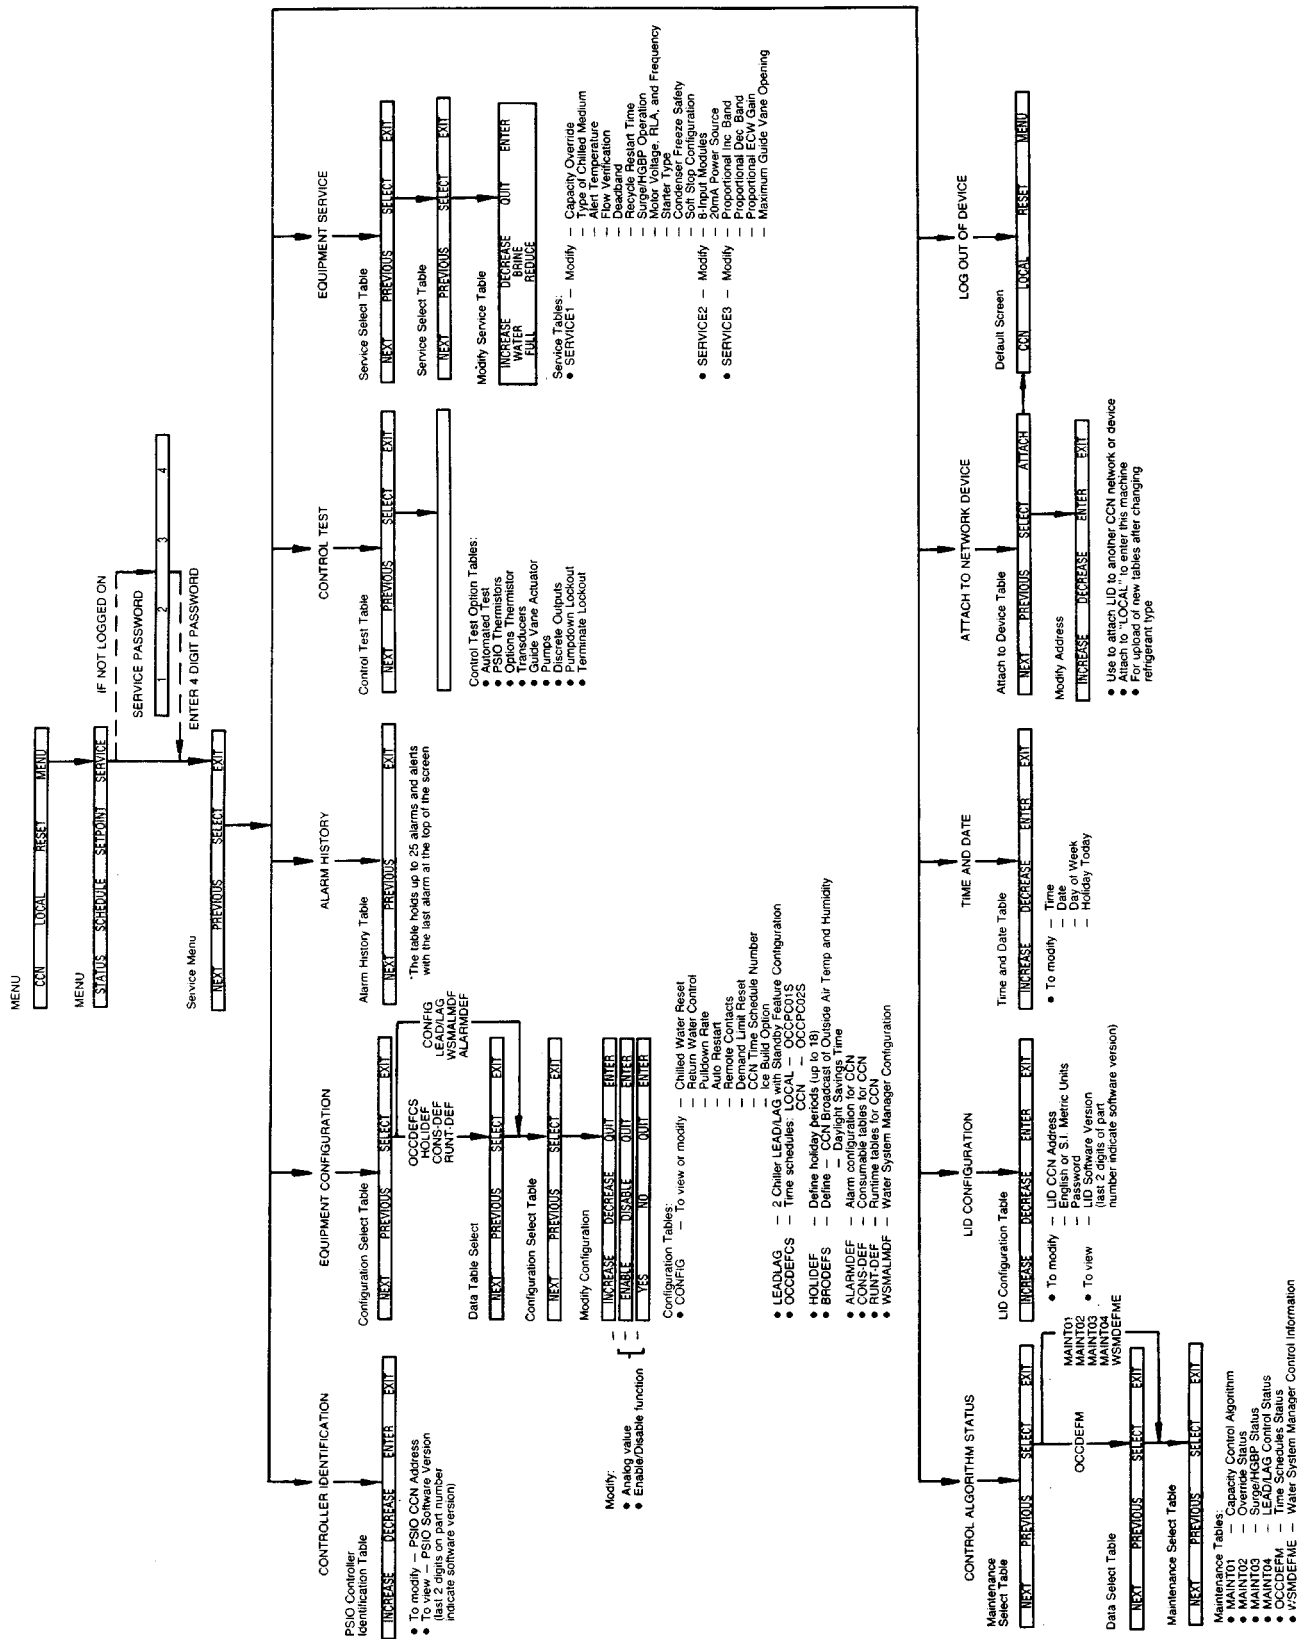 MENU
CCN LOCAL RESET MENU
MENU
STATUS SCHEDULE SETPOINT SERVICE
IF NOT LOGGED ON
SERVICE PASSWORD
1 2 3 4
ENTER 4 DIGIT PASSWORD
Service Menu
NEXT PREVIOUS SELECT EXIT
CONTROLLER IDENTIFICATION
PSIO Controller
Identification Table
INCREASE DECREASE ENTER EXIT
• To modify – PSIO CCN Address
• To view – PSIO Software Version
(last 2 digits on part number
indicate software version)
EQUIPMENT CONFIGURATION
Configuration Select Table
NEXT PREVIOUS SELECT EXIT
OCCDEFCS
HOLIDEF
CONS-DEF
RUNT-DEF
CONFIG
LEAD/LAG
WSMALMDF
ALARMDEF
Data Table Select
NEXT PREVIOUS SELECT EXIT
Configuration Select Table
NEXT PREVIOUS SELECT EXIT
Modify Configuration
INCREASE DECREASE QUIT ENTER
ENABLE DISABLE QUIT ENTER
YES NO QUIT ENTER
Modify:
• Analog value
• Enable/Disable function
Configuration Tables:
• CONFIG – To view or modify – Chilled Water Reset
– Return Water Control
– Pulldown Rate
– Auto Restart
– Remote Contacts
– Demand Limit Reset
– CCN Time Schedule Number
– Ice Build Option
• LEADLAG – 2 Chiller LEAD/LAG with Standby Feature Configuration
• OCCDEFCS – Time schedules: LOCAL – OCCPC01S
CCN – OCCPC02S
• HOLIDEF – Define holiday periods (up to 18)
• BRODEFS – Define – CCN Broadcast of Outside Air Temp and Humidity
– Daylight Savings Time
• ALARMDEF – Alarm configuration for CCN
• CONS-DEF – Consumable tables for CCN
• RUNT-DEF – Runtime tables for CCN
• WSMALMDF – Water System Manager Configuration
ALARM HISTORY
Alarm History Table
NEXT PREVIOUS EXIT
*The table holds up to 25 alarms and alerts
with the last alarm at the top of the screen
CONTROL TEST
Control Test Table
NEXT PREVIOUS SELECT EXIT
Control Test Option Tables:
• Automated Test
• PSIO Thermistors
• Options Thermistor
• Transducers
• Guide Vane Actuator
• Pumps
• Discrete Outputs
• Pumpdown Lockout
• Terminate Lockout
EQUIPMENT SERVICE
Service Select Table
NEXT PREVIOUS SELECT EXIT
Service Select Table
NEXT PREVIOUS SELECT EXIT
Modify Service Table
INCREASE DECREASE QUIT ENTER
WATER BRINE
FULL REDUCE
Service Tables:
• SERVICE1 – Modify – Capacity Override
– Type of Chilled Medium
– Alert Temperature
– Flow Verification
– Deadband
– Recycle Restart Time
– Surge/HGBP Operation
– Motor Voltage, RLA, and Frequency
– Starter Type
– Condenser Freeze Safety
– Soft Stop Configuration
• SERVICE2 – Modify – 8-Input Modules
– 20mA Power Source
• SERVICE3 – Modify – Proportional Inc Band
– Proportional Dec Band
– Proportional ECW Gain
– Maximum Guide Vane Opening
CONTROL ALGORITHM STATUS
Maintenance
Select Table
NEXT PREVIOUS SELECT EXIT
OCCDEFM
MAINT01
MAINT02
MAINT03
MAINT04
WSMDEFME
Data Select Table
NEXT PREVIOUS SELECT EXIT
Maintenance Select Table
NEXT PREVIOUS SELECT EXIT
Maintenance Tables:
• MAINT01 – Capacity Control Algorithm
• MAINT02 – Override Status
• MAINT03 – Surge/HGBP Status
• MAINT04 – LEAD/LAG Control Status
• OCCDEFM – Time Schedules Status
• WSMDEFME – Water System Manager Control Information
LID CONFIGURATION
LID Configuration Table
INCREASE DECREASE ENTER EXIT
• To modify – LID CCN Address
– English or S.I. Metric Units
– Password
• To view – LID Software Version
(last 2 digits of part
number indicate software version)
TIME AND DATE
Time and Date Table
INCREASE DECREASE ENTER EXIT
• To modify – Time
– Date
– Day of Week
– Holiday Today
ATTACH TO NETWORK DEVICE
Attach to Device Table
NEXT PREVIOUS SELECT ATTACH
Modify Address
INCREASE DECREASE ENTER EXIT
• Use to attach LID to another CCN network or device
• Attach to "LOCAL" to enter this machine
• For upload of new tables after changing
refrigerant type
LOG OUT OF DEVICE
Default Screen
CCN LOCAL RESET MENU